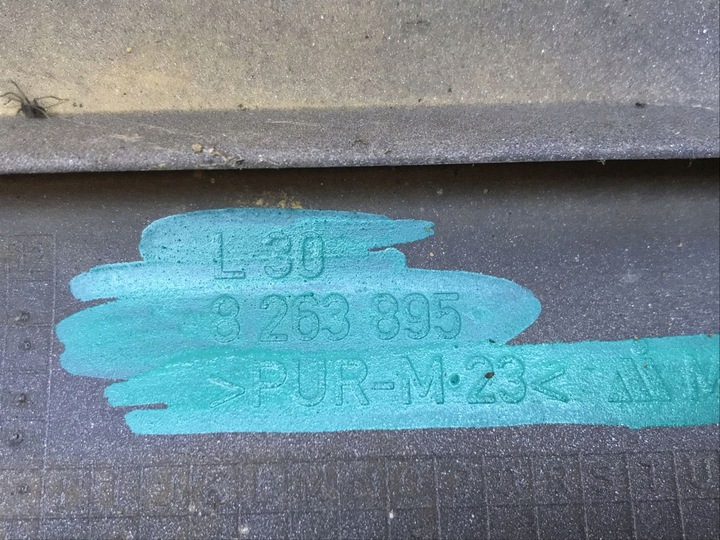 L-30
8 263 895
>PUR-M•23< M
R S T U